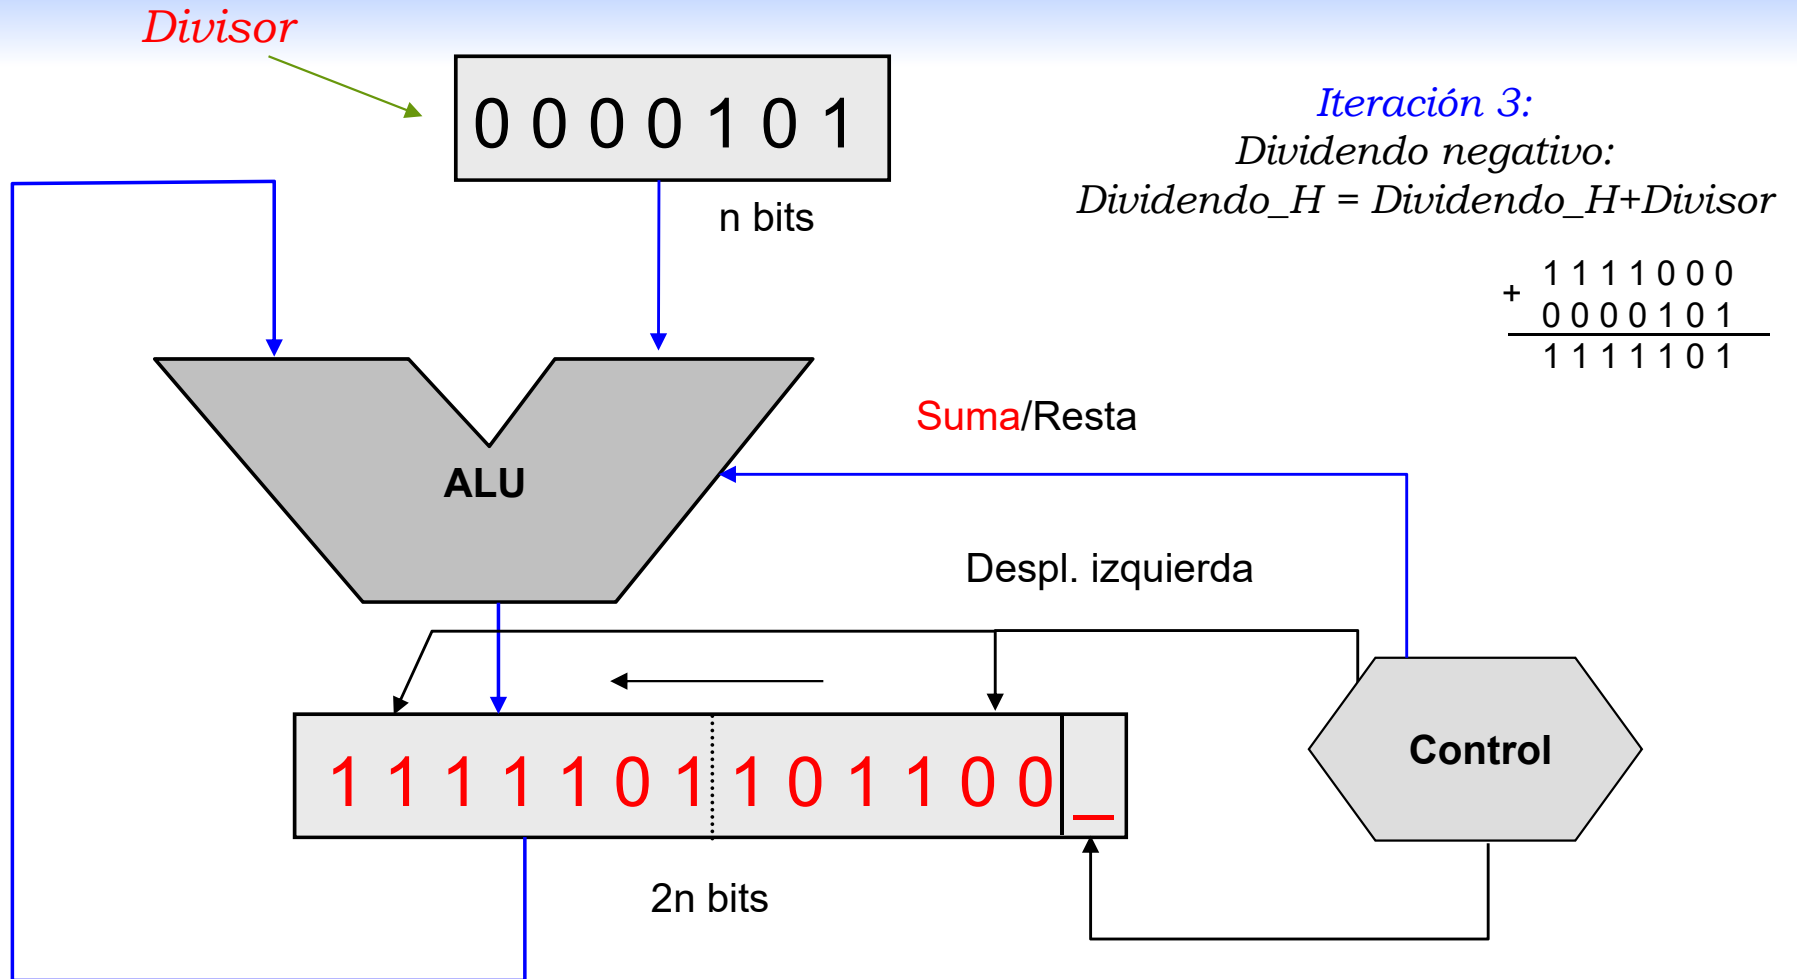 Divisor
0 0 0 0 1 0 1
n bits
Iteración 3:
Dividendo negativo:
Dividendo_H = Dividendo_H+Divisor
1 1 1 1 0 0 0
+
0 0 0 0 1 0 1
1 1 1 1 1 0 1
Suma/Resta
ALU
Despl. izquierda
1 1 1 1 1 0 1 1 0 1 1 0 0 _
Control
2n bits